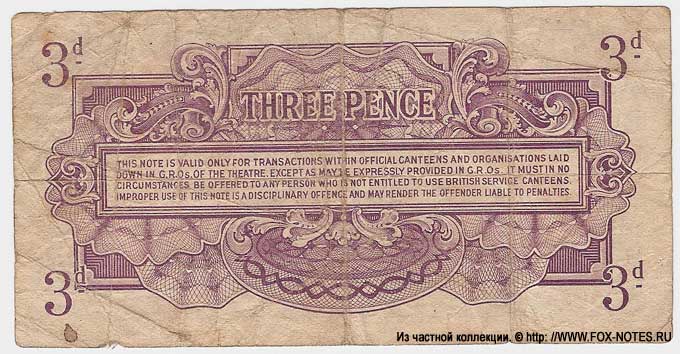 3d 3d
THREE PENCE
THIS NOTE IS VALID ONLY FOR TRANSACTIONS WITHIN OFFICIAL CANTEENS AND ORGANISATIONS LAID
DOWN IN G.R.Os. OF THE THEATRE. EXCEPT AS MAY BE EXPRESSLY PROVIDED IN G.R.Os. IT MUST IN NO
CIRCUMSTANCES BE OFFERED TO ANY PERSON WHO IS NOT ENTITLED TO USE BRITISH SERVICE CANTEENS.
IMPROPER USE OF THIS NOTE IS A DISCIPLINARY OFFENCE AND MAY RENDER THE OFFENDER LIABLE TO PENALTIES.
3d 3d
Из частной коллекции. © http: //WWW.FOX-NOTES.РУ